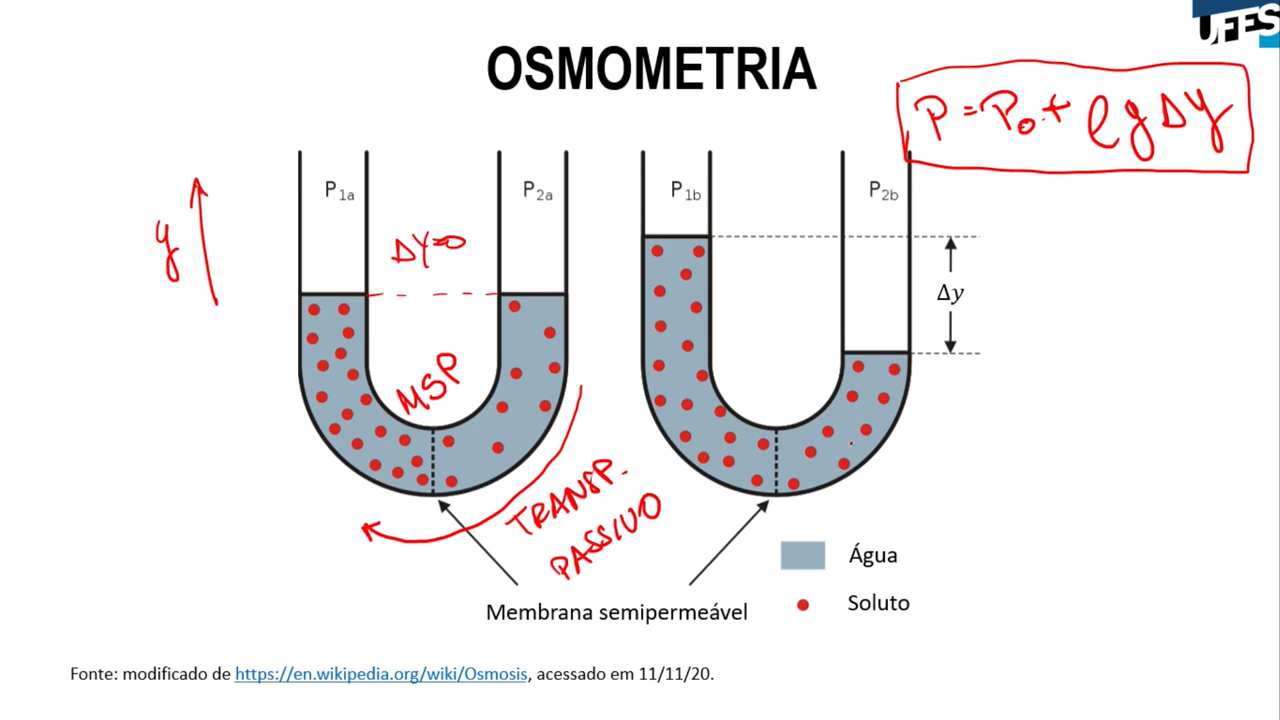 UFES
OSMOMETRIA
P = P₀ + ρgΔy
P1a
P2a
P1b
P2b
y
ΔY=0
Δy
MSP
TRANSP.
PASSIVO
Água
Soluto
Membrana semipermeável
Fonte: modificado de https://en.wikipedia.org/wiki/Osmosis, acessado em 11/11/20.